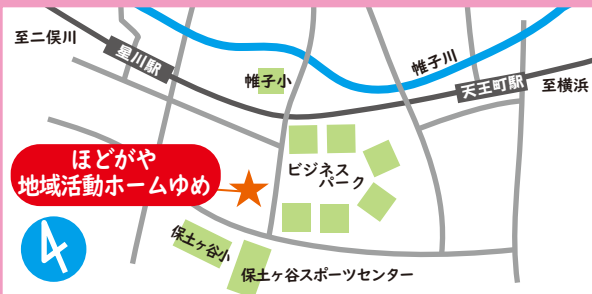 至二俣川
星川駅
帷子小
帷子川
天王町駅
至横浜
ほどがや
地域活動ホームゆめ
ビジネス
パーク
4
保土ヶ谷小
保土ヶ谷スポーツセンター